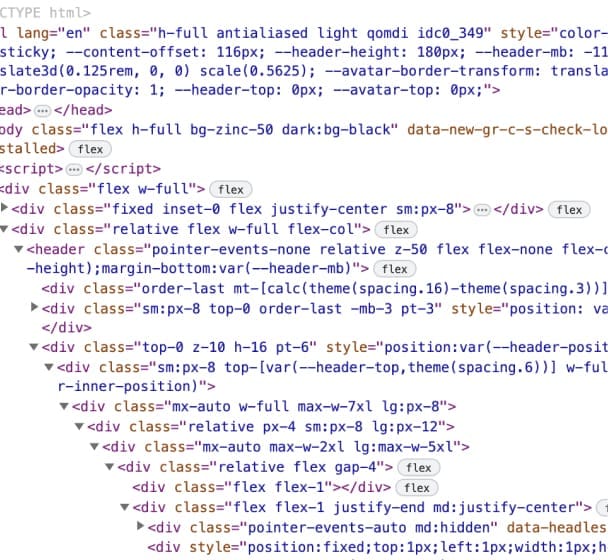 CTYPE html>
l lang="en" class="h-full antialiased light qomdi idc0_349" style="color-
sticky; --content-offset: 116px; --header-height: 180px; --header-mb: -11
slate3d(0.125rem, 0, 0) scale(0.5625); --avatar-border-transform: transla
r-border-opacity: 1; --header-top: 0px; --avatar-top: 0px;">
ead> ⋯ </head>
ody class="flex h-full bg-zinc-50 dark:bg-black" data-new-gr-c-s-check-lo
stalled> flex
<script> ⋯ </script>
<div class="flex w-full"> flex
<div class="fixed inset-0 flex justify-center sm:px-8"> ⋯ </div> flex
<div class="relative flex w-full flex-col"> flex
<header class="pointer-events-none relative z-50 flex flex-none flex-c
-height);margin-bottom:var(--header-mb)"> flex
<div class="order-last mt-[calc(theme(spacing.16)-theme(spacing.3))]
<div class="sm:px-8 top-0 order-last -mb-3 pt-3" style="position: va
</div>
<div class="top-0 z-10 h-16 pt-6" style="position:var(--header-posit
<div class="sm:px-8 top-[var(--header-top,theme(spacing.6))] w-ful
r-inner-position)">
<div class="mx-auto w-full max-w-7xl lg:px-8">
<div class="relative px-4 sm:px-8 lg:px-12">
<div class="mx-auto max-w-2xl lg:max-w-5xl">
<div class="relative flex gap-4"> flex
<div class="flex flex-1"></div> flex
<div class="flex flex-1 justify-end md:justify-center"> f
<div class="pointer-events-auto md:hidden" data-headles
<div style="position:fixed;top:1px;left:1px;width:1px;h